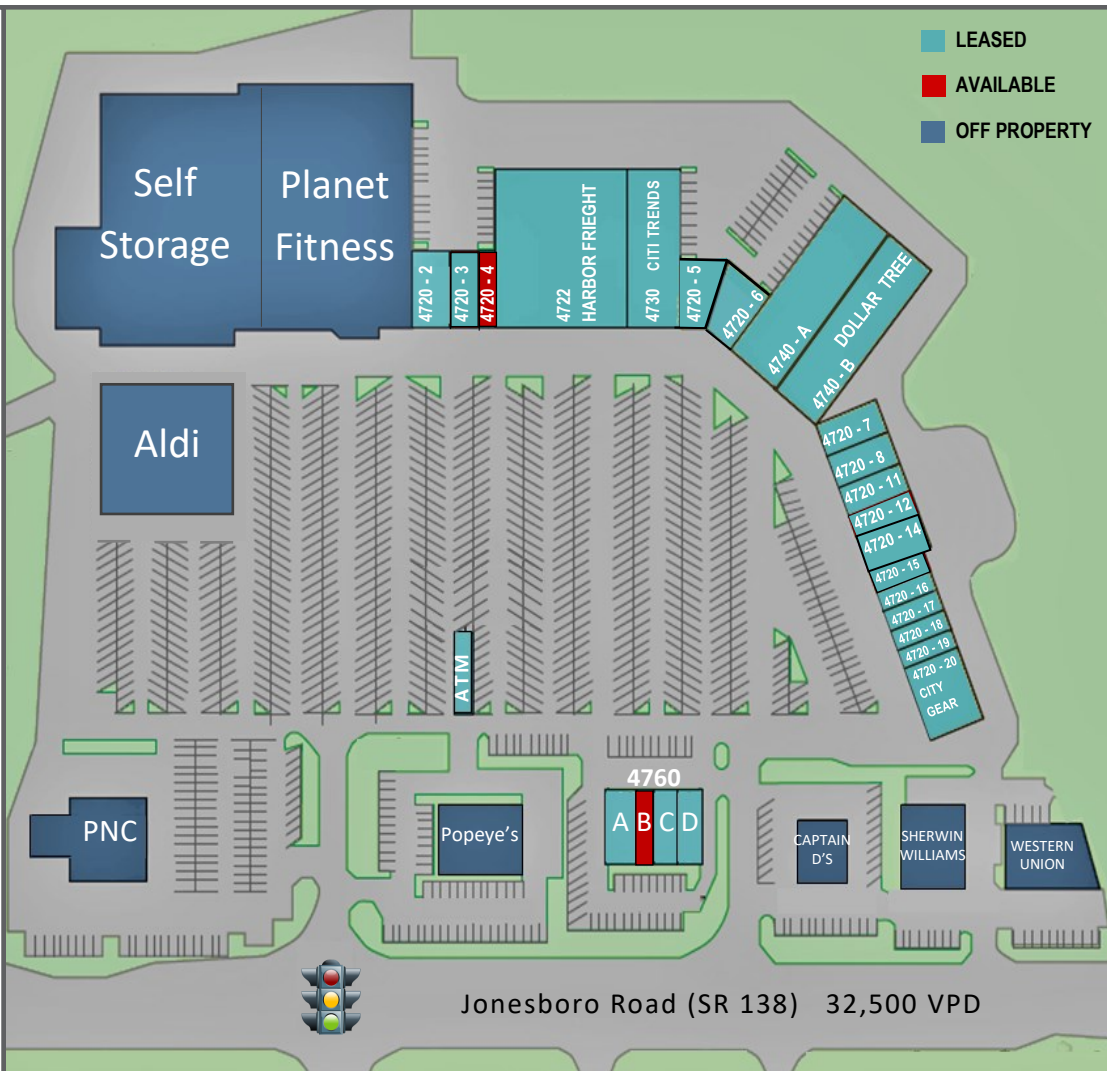 LEASED
AVAILABLE
OFF PROPERTY
Self
Storage
Planet
Fitness
4720 - 2
4720 - 3
4720 - 4
4722
HARBOR FRIEGHT
4730 CITI TRENDS
4720 - 5
4720 - 6
4740 - A
4740 - B DOLLAR TREE
Aldi
4720 - 7
4720 - 8
4720 - 11
4720 - 12
4720 - 14
4720 - 15
4720 - 16
4720 - 17
4720 - 18
4720 - 19
4720 - 20
CITY
GEAR
ATM
PNC
Popeye’s
4760
A B C D
CAPTAIN
D’S
SHERWIN
WILLIAMS
WESTERN
UNION
Jonesboro Road (SR 138) 32,500 VPD